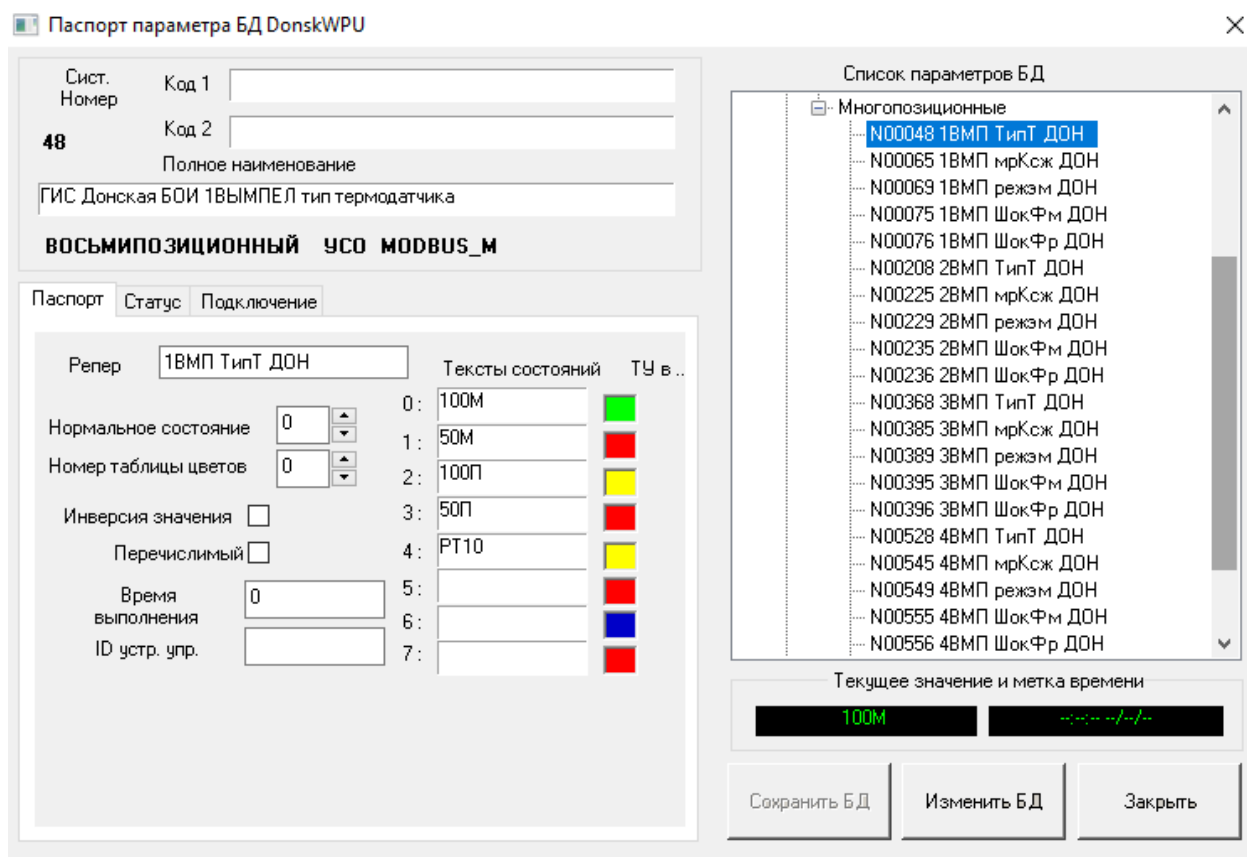 Паспорт параметра БД DonskWPU
Сист. Номер
48
Код 1
Код 2
Полное наименование
ГИС Донская БОИ 1ВЫМПЕЛ тип термодатчика
ВОСЬМИПОЗИЦИОННЫЙ УСО MODBUS_M
Паспорт Статус Подключение
Репер 1ВМП ТипТ ДОН
Нормальное состояние 0
Номер таблицы цветов 0
Инверсия значения
Перечислимый
Время выполнения 0
ID устр. упр.
Тексты состояний ТУ в ..
0: 100М
1: 50М
2: 100П
3: 50П
4: РТ10
5:
6:
7:
Список параметров БД
Многопозиционные
N00048 1ВМП ТипТ ДОН
N00065 1ВМП мрКсж ДОН
N00069 1ВМП режэм ДОН
N00075 1ВМП ШокФм ДОН
N00076 1ВМП ШокФр ДОН
N00208 2ВМП ТипТ ДОН
N00225 2ВМП мрКсж ДОН
N00229 2ВМП режэм ДОН
N00235 2ВМП ШокФм ДОН
N00236 2ВМП ШокФр ДОН
N00368 3ВМП ТипТ ДОН
N00385 3ВМП мрКсж ДОН
N00389 3ВМП режэм ДОН
N00395 3ВМП ШокФм ДОН
N00396 3ВМП ШокФр ДОН
N00528 4ВМП ТипТ ДОН
N00545 4ВМП мрКсж ДОН
N00549 4ВМП режэм ДОН
N00555 4ВМП ШокФм ДОН
N00556 4ВМП ШокФр ДОН
Текущее значение и метка времени
100М --:--:-- --/--/--
Сохранить БД Изменить БД Закрыть